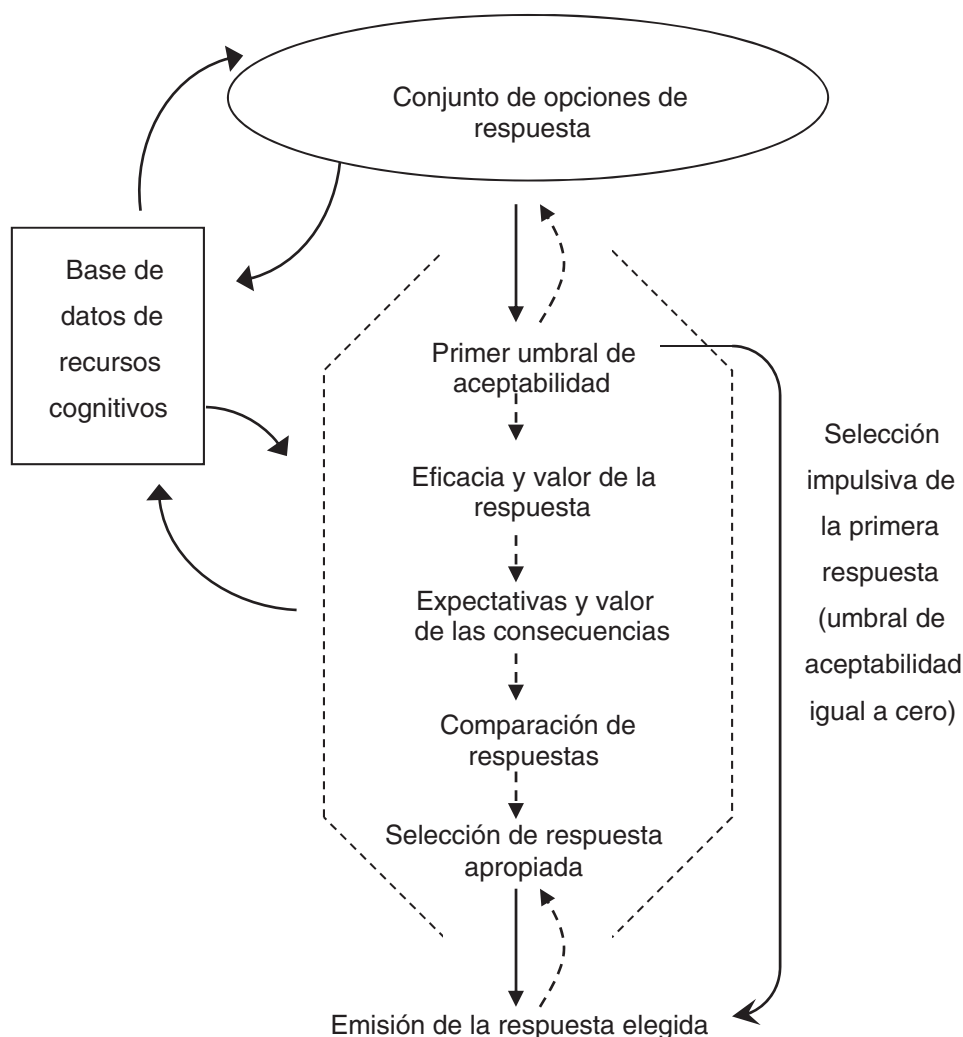 Conjunto de opciones de
respuesta
Base de
datos de
recursos
cognitivos
Primer umbral de
aceptabilidad
Eficacia y valor de la
respuesta
Expectativas y valor
de las consecuencias
Comparación de
respuestas
Selección de respuesta
apropiada
Emisión de la respuesta elegida
Selección
impulsiva de
la primera
respuesta
(umbral de
aceptabilidad
igual a cero)